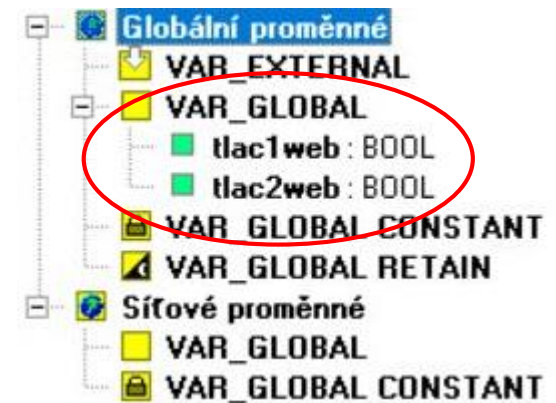 Globální proměnné
VAR_EXTERNAL
VAR_GLOBAL
tlac1web : BOOL
tlac2web : BOOL
VAR_GLOBAL CONSTANT
VAR_GLOBAL RETAIN
Síťové proměnné
VAR_GLOBAL
VAR_GLOBAL CONSTANT